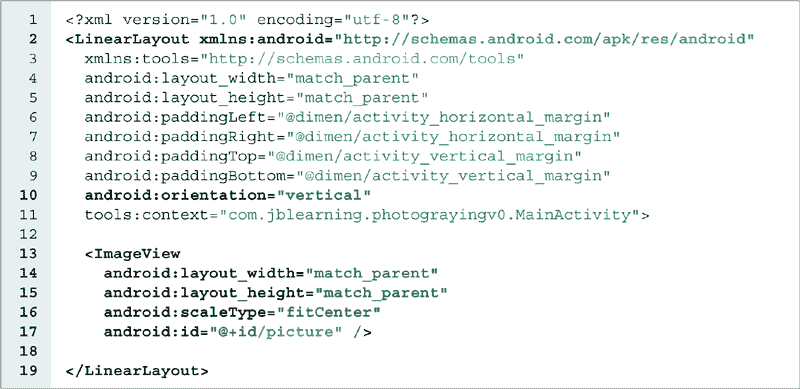 1 <?xml version="1.0" encoding="utf-8"?>
2 <LinearLayout xmlns:android="http://schemas.android.com/apk/res/android"
3   xmlns:tools="http://schemas.android.com/tools"
4   android:layout_width="match_parent"
5   android:layout_height="match_parent"
6   android:paddingLeft="@dimen/activity_horizontal_margin"
7   android:paddingRight="@dimen/activity_horizontal_margin"
8   android:paddingTop="@dimen/activity_vertical_margin"
9   android:paddingBottom="@dimen/activity_vertical_margin"
10   android:orientation="vertical"
11   tools:context="com.jblearning.photograyingv0.MainActivity">
12
13   <ImageView
14     android:layout_width="match_parent"
15     android:layout_height="match_parent"
16     android:scaleType="fitCenter"
17     android:id="@+id/picture" />
18
19 </LinearLayout>